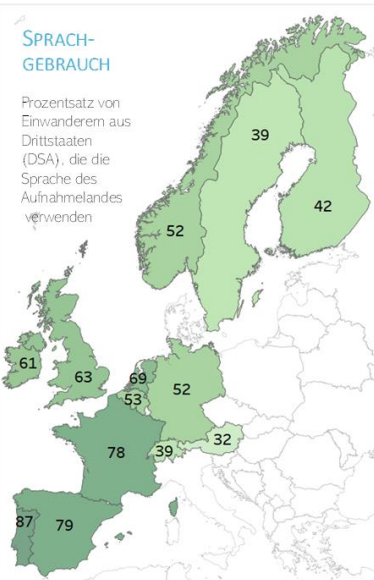 SPRACH-
GEBRAUCH
Prozentsatz von
Einwanderern aus
Drittstaaten
(DSA), die die
Sprache des
Aufnahmelandes
verwenden
39
42
52
61
63
69
53
52
78
39
32
87
79